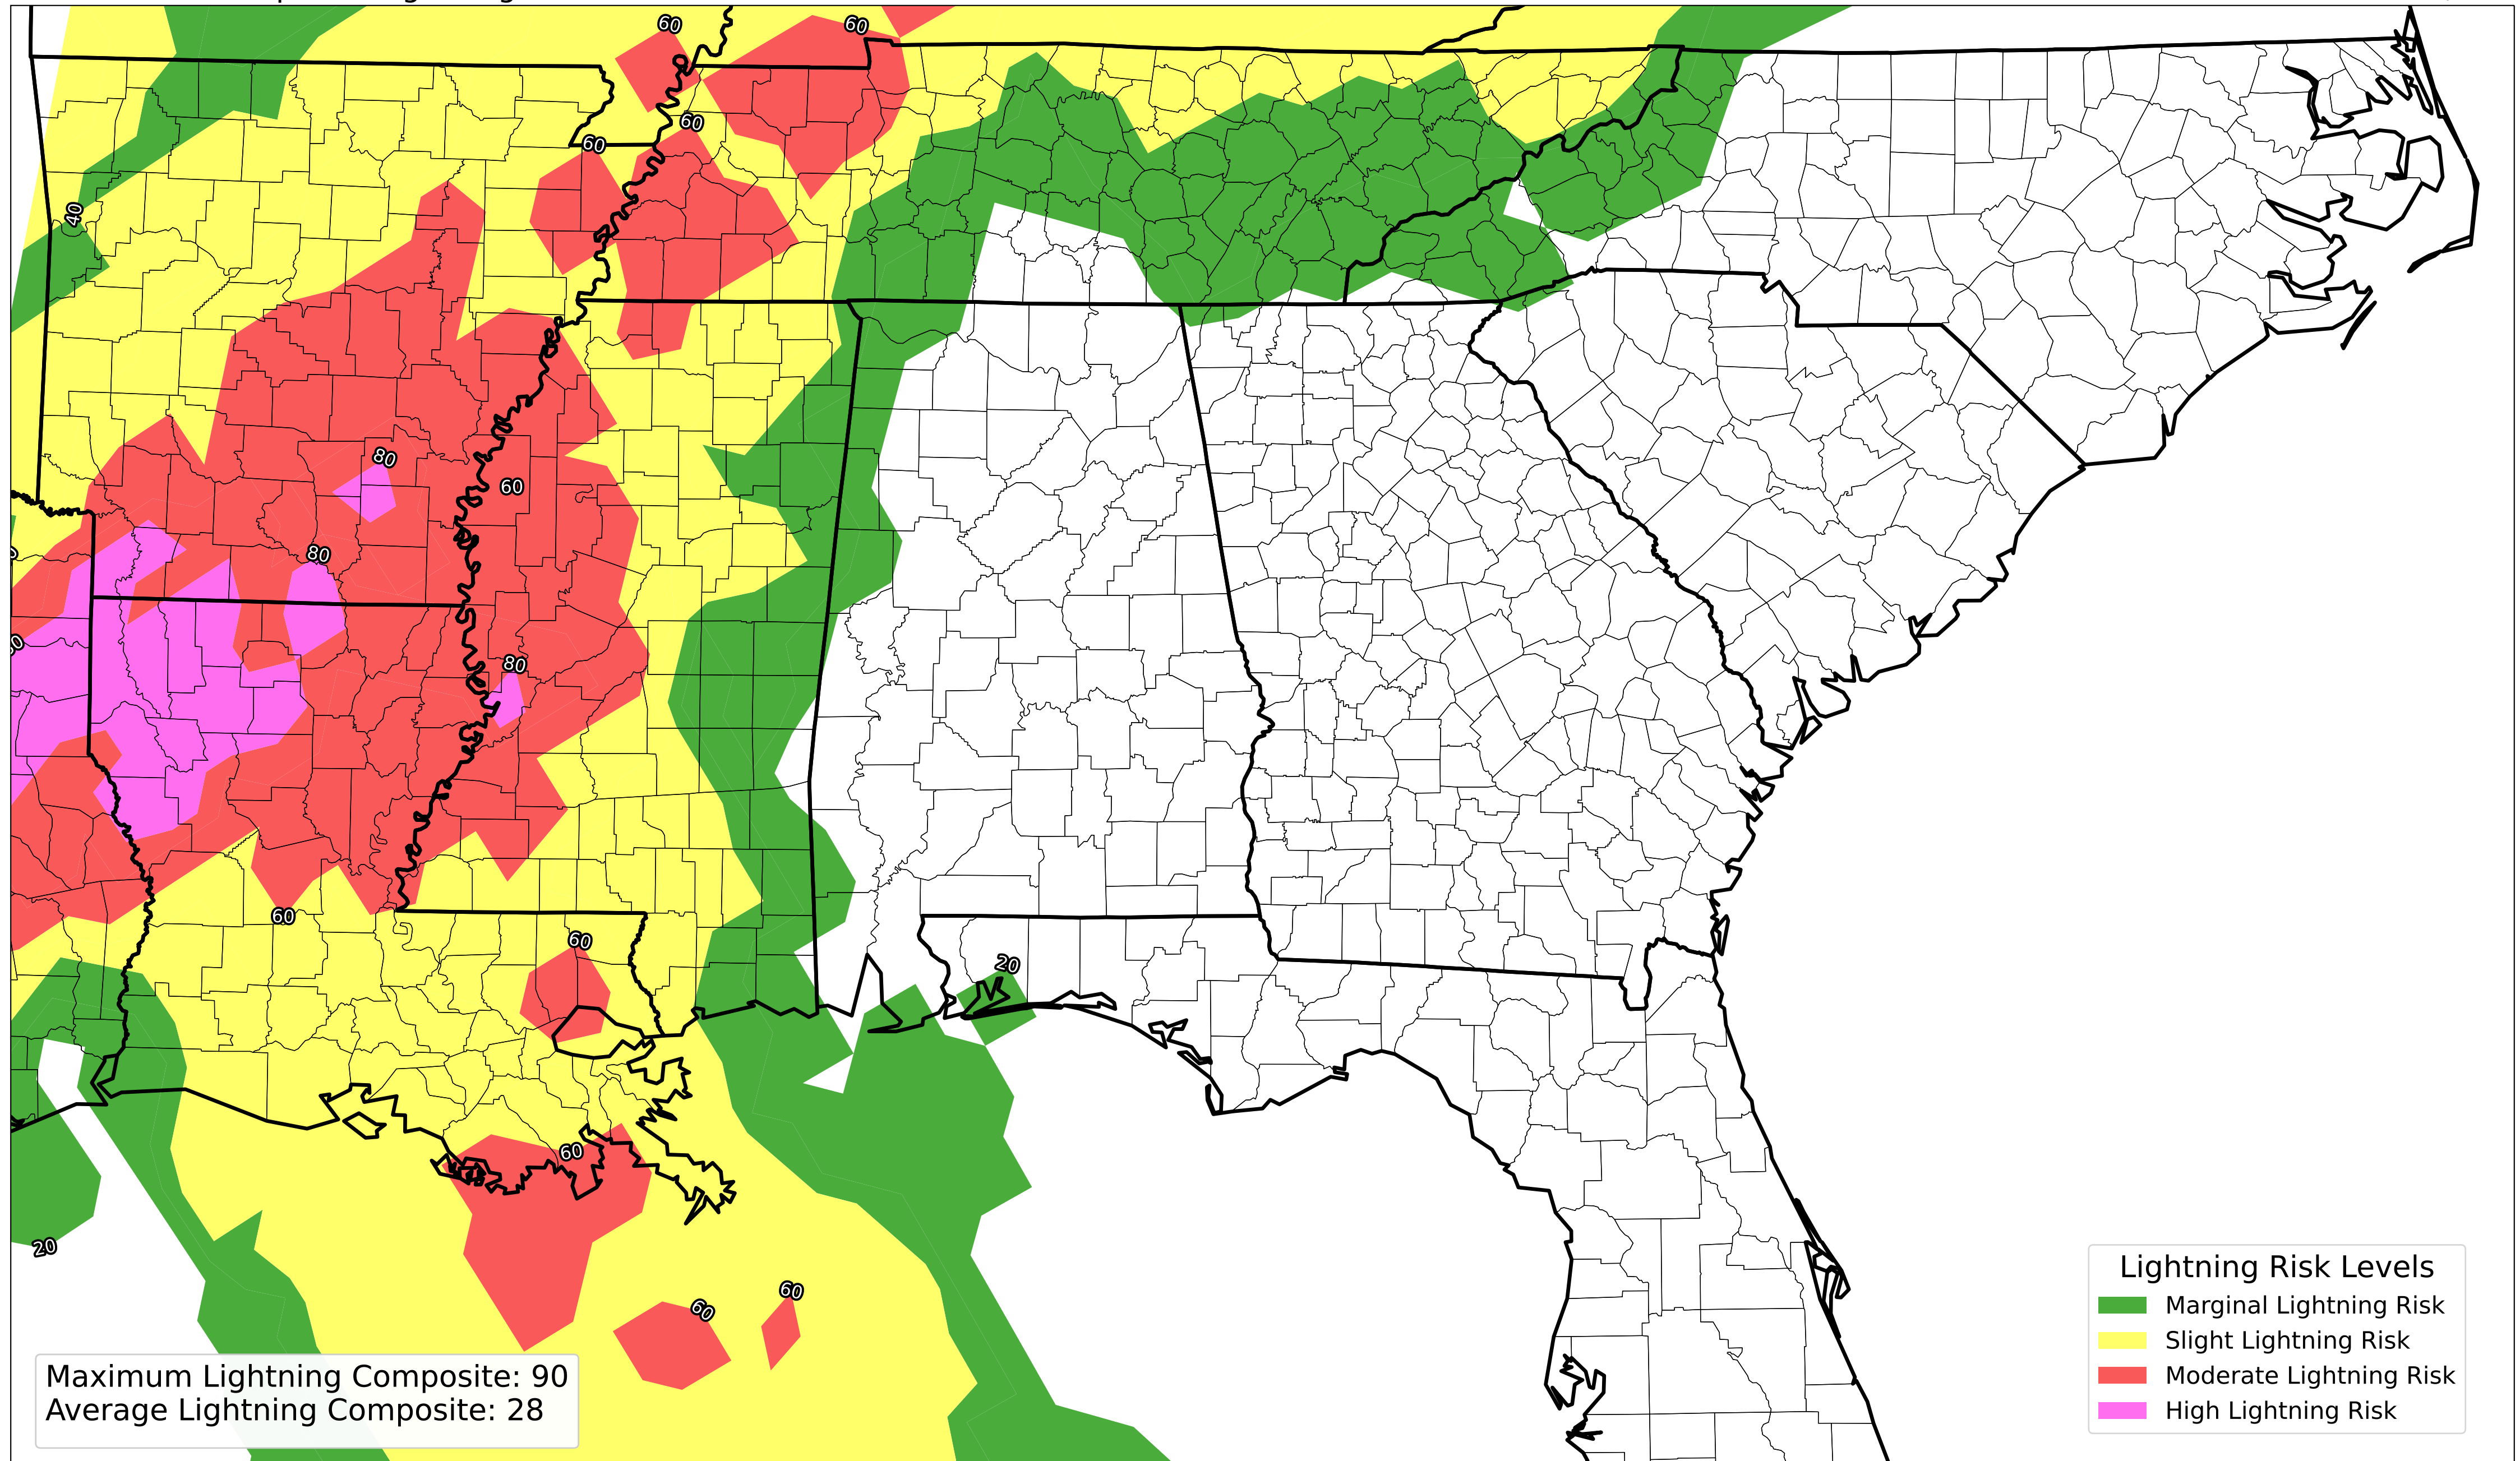 60
60
60
60
40
80
60
80
80
60
60
20
60
20
60
60
Lightning Risk Levels
Marginal Lightning Risk
Slight Lightning Risk
Moderate Lightning Risk
High Lightning Risk
Maximum Lightning Composite: 90
Average Lightning Composite: 28